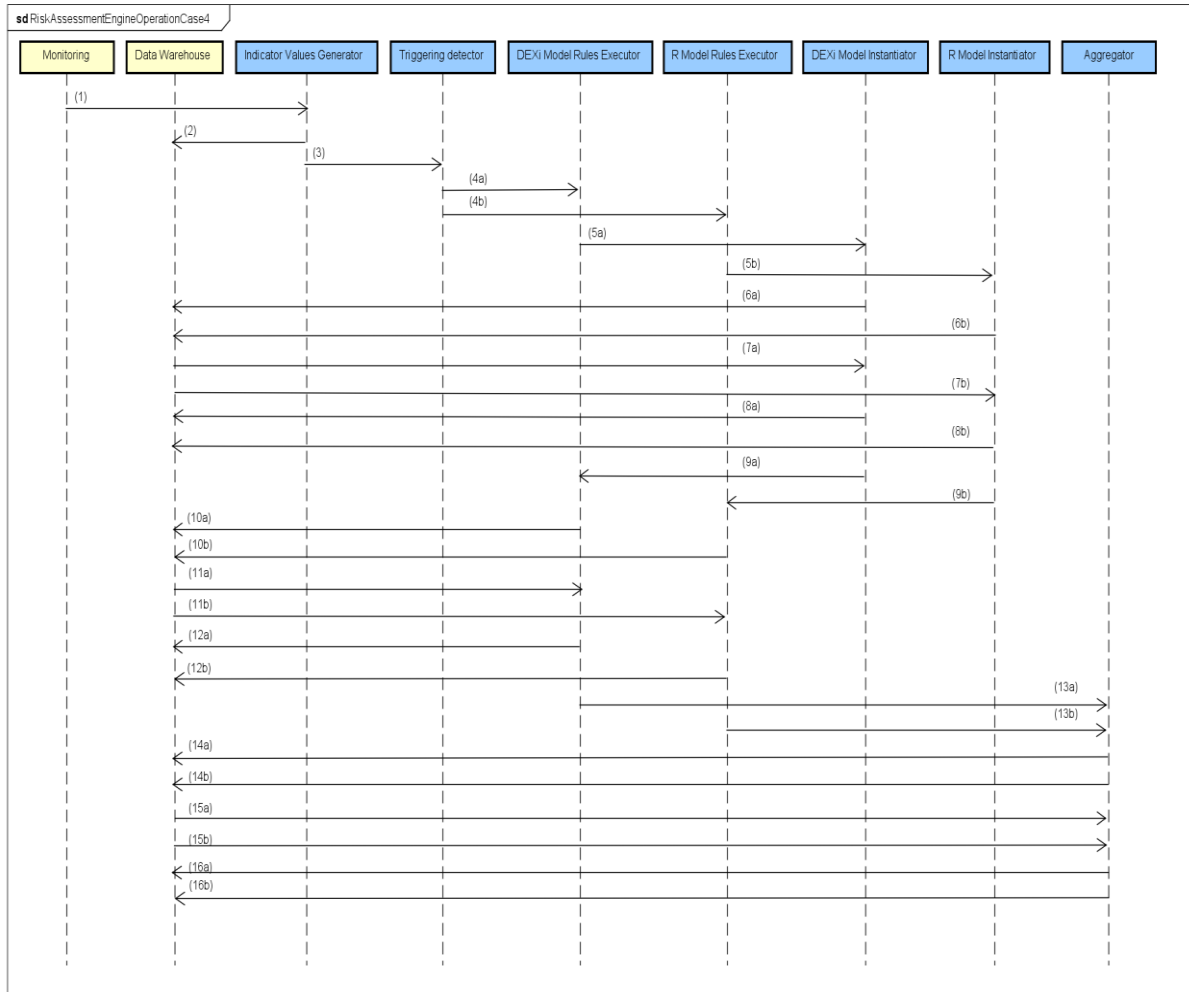 sd RiskAssessmentEngineOperationCase4
Monitoring
Data Warehouse
Indicator Values Generator
Triggering detector
DEXi Model Rules Executor
R Model Rules Executor
DEXi Model Instantiator
R Model Instantiator
Aggregator
(1)
(2)
(3)
(4a)
(4b)
(5a)
(5b)
(6a)
(6b)
(7a)
(7b)
(8a)
(8b)
(9a)
(9b)
(10a)
(10b)
(11a)
(11b)
(12a)
(12b)
(13a)
(13b)
(14a)
(14b)
(15a)
(15b)
(16a)
(16b)